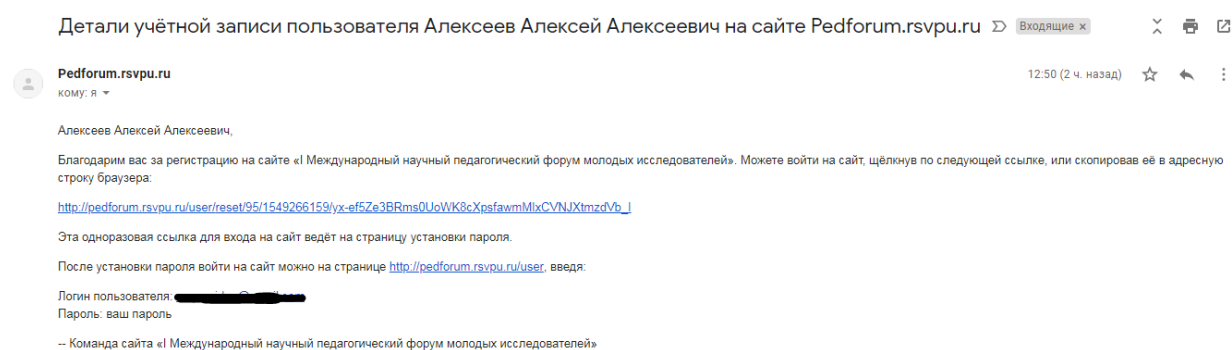 Детали учётной записи пользователя Алексеев Алексей Алексеевич на сайте Pedforum.rsvpu.ru Входящие ×
Pedforum.rsvpu.ru 12:50 (2 ч. назад)
кому: я
Алексеев Алексей Алексеевич,
Благодарим вас за регистрацию на сайте «I Международный научный педагогический форум молодых исследователей». Можете войти на сайт, щёлкнув по следующей ссылке, или скопировав её в адресную
строку браузера:
http://pedforum.rsvpu.ru/user/reset/95/1549266159/yx-ef5Ze3BRms0UoWK8cXpsfawmMlxCVNJXtmzdVb_I
Эта одноразовая ссылка для входа на сайт ведёт на страницу установки пароля.
После установки пароля войти на сайт можно на странице http://pedforum.rsvpu.ru/user, введя:
Логин пользователя:
Пароль: ваш пароль
-- Команда сайта «I Международный научный педагогический форум молодых исследователей»